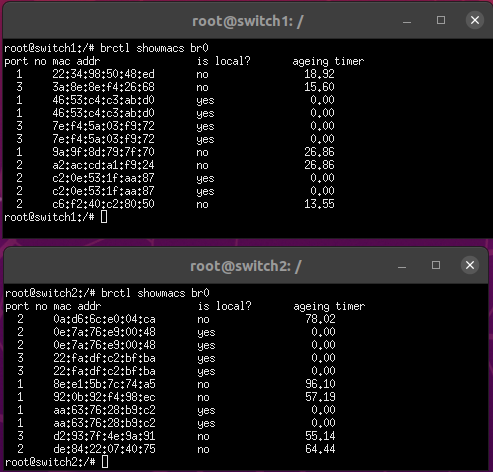 root@switch1: /
root@switch1:/# brctl showmacs br0
port no mac addr is local? ageing timer
1 22:34:98:50:48:ed no 18.92
3 3a:8e:8e:f4:26:68 no 15.60
1 46:53:c4:c3:ab:d0 yes 0.00
1 46:53:c4:c3:ab:d0 yes 0.00
3 7e:f4:5a:03:f9:72 yes 0.00
3 7e:f4:5a:03:f9:72 yes 0.00
1 9a:9f:8d:79:7f:70 no 26.86
2 a2:ac:cd:a1:f9:24 no 26.86
2 c2:0e:53:1f:aa:87 yes 0.00
2 c2:0e:53:1f:aa:87 yes 0.00
2 c6:f2:40:c2:80:50 no 13.55
root@switch1:/#
root@switch2: /
root@switch2:/# brctl showmacs br0
port no mac addr is local? ageing timer
2 0a:d6:6c:e0:04:ca no 78.02
2 0e:7a:76:e9:00:48 yes 0.00
2 0e:7a:76:e9:00:48 yes 0.00
3 22:fa:df:c2:bf:ba yes 0.00
3 22:fa:df:c2:bf:ba yes 0.00
1 8e:e1:5b:7c:74:a5 no 96.10
1 92:0b:92:f4:98:ec no 57.19
1 aa:63:76:28:b9:c2 yes 0.00
1 aa:63:76:28:b9:c2 yes 0.00
3 d2:93:7f:4e:9a:91 no 55.14
2 de:84:22:07:40:75 no 64.44
root@switch2:/#